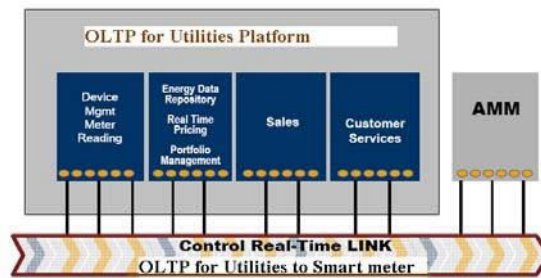 OLTP for Utilities Platform
Device
Mgmt
Meter
Reading
Energy Data
Repository
Real Time
Pricing
Portfolio
Management
Sales
Customer
Services
AMM
Control Real-Time LINK
OLTP for Utilities to Smart meter